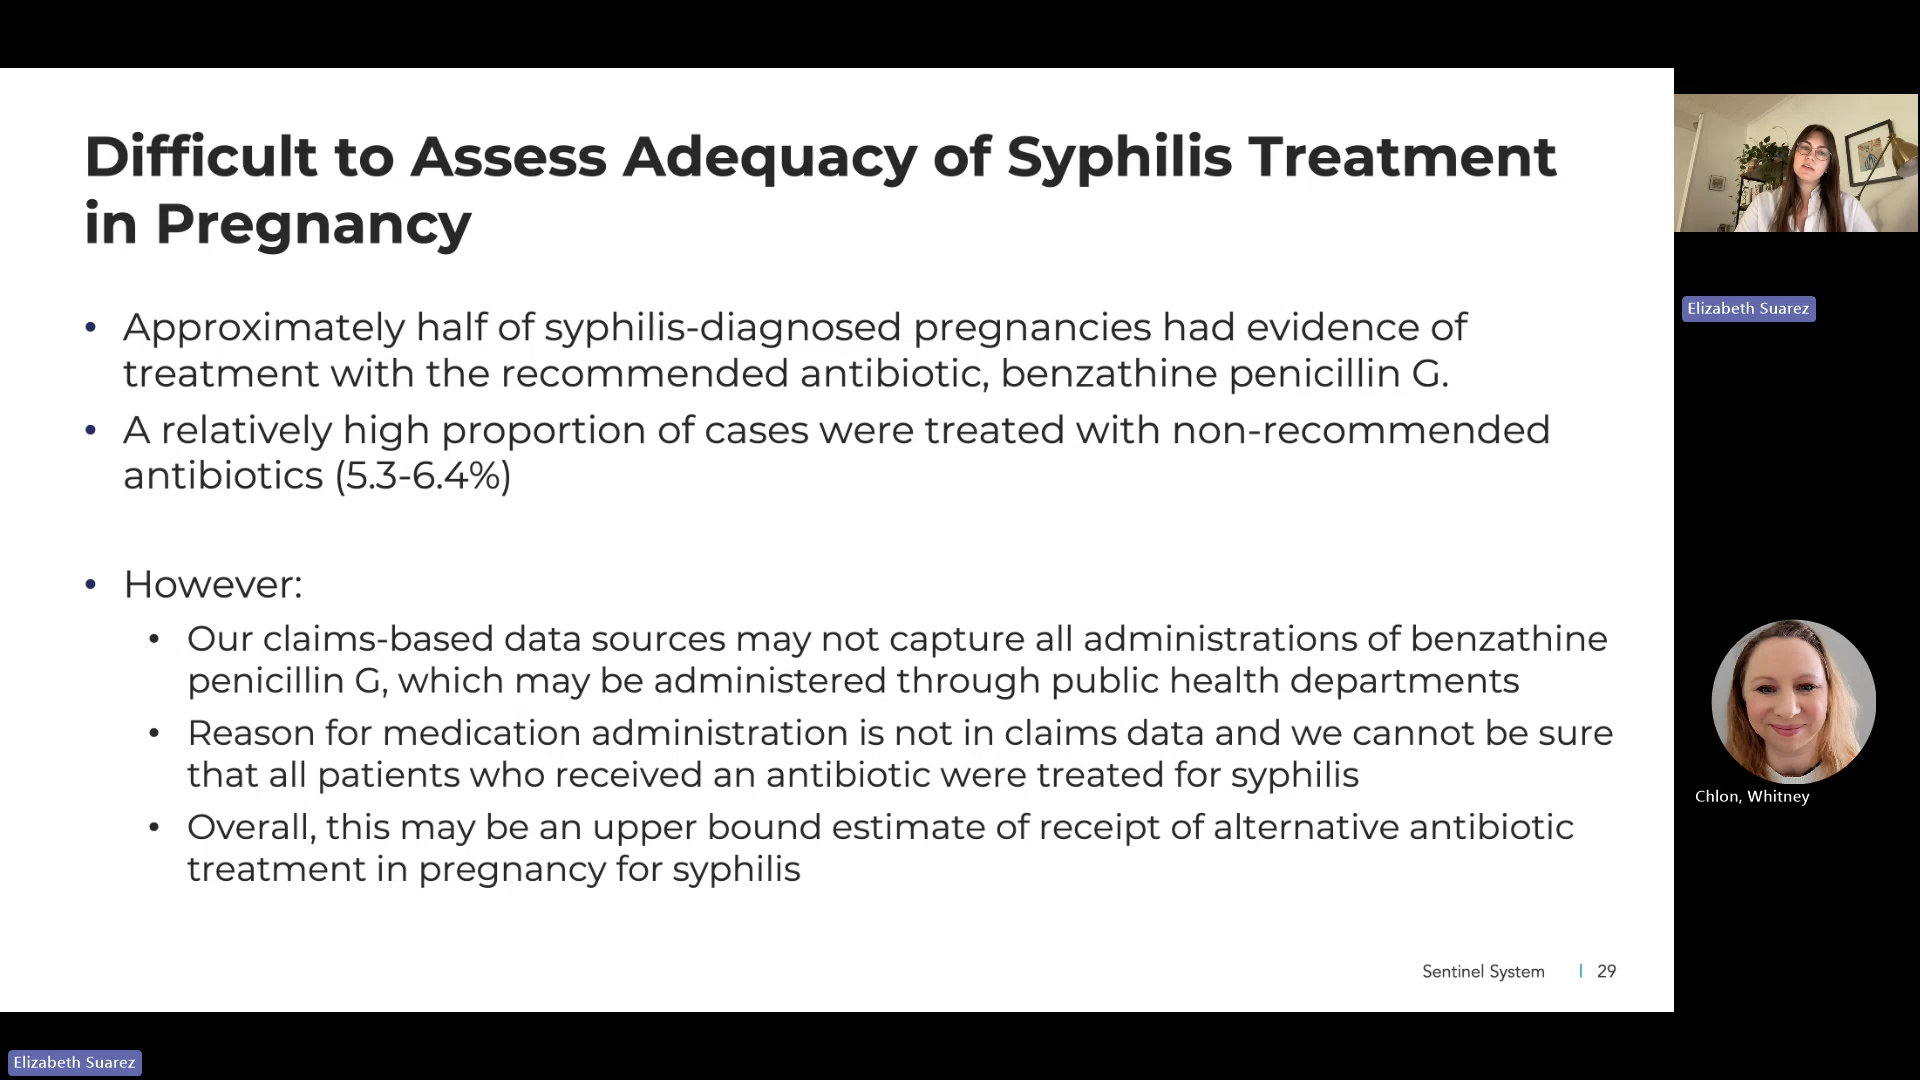 Difficult to Assess Adequacy of Syphilis Treatment
in Pregnancy
• Approximately half of syphilis-diagnosed pregnancies had evidence of
treatment with the recommended antibiotic, benzathine penicillin G.
• A relatively high proportion of cases were treated with non-recommended
antibiotics (5.3-6.4%)
• However:
• Our claims-based data sources may not capture all administrations of benzathine
penicillin G, which may be administered through public health departments
• Reason for medication administration is not in claims data and we cannot be sure
that all patients who received an antibiotic were treated for syphilis
• Overall, this may be an upper bound estimate of receipt of alternative antibiotic
treatment in pregnancy for syphilis
Sentinel System | 29
Elizabeth Suarez
Chlon, Whitney
Elizabeth Suarez